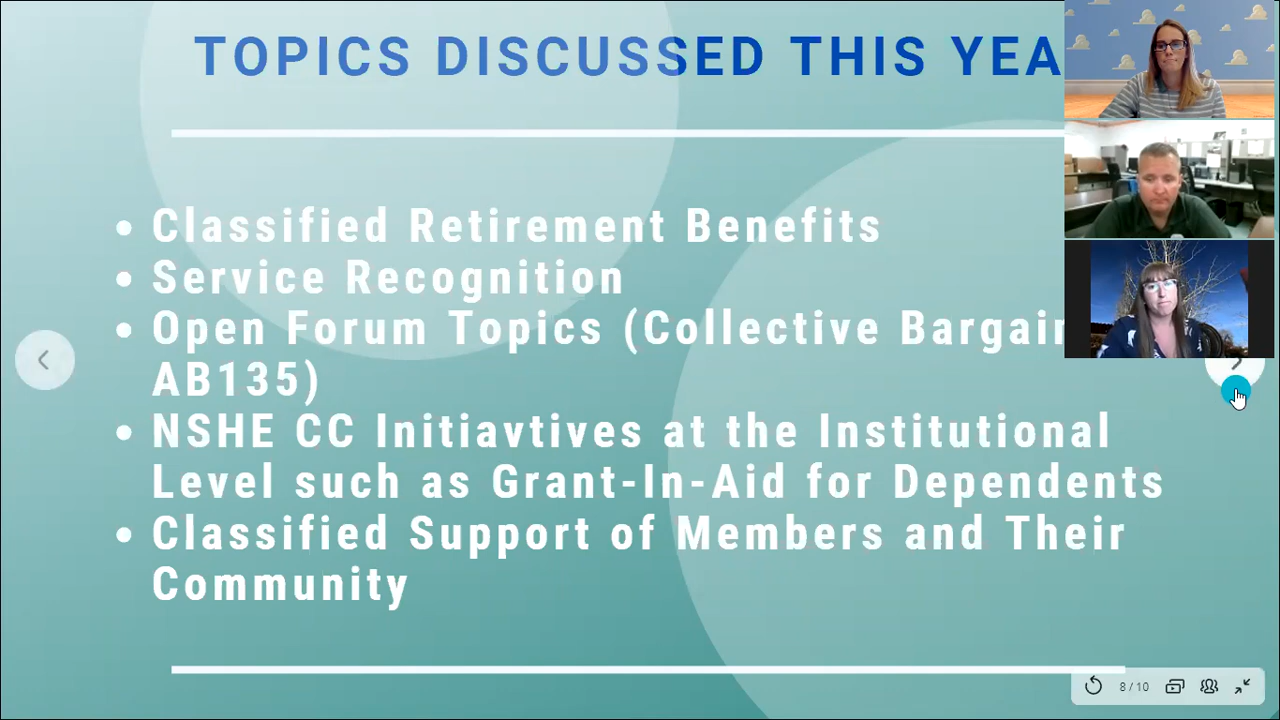 TOPICS DISCUSSED THIS YEA
• Classified Retirement Benefits
• Service Recognition
• Open Forum Topics (Collective Bargain
AB135)
• NSHE CC Initiavtives at the Institutional
Level such as Grant-In-Aid for Dependents
• Classified Support of Members and Their
Community
8 / 10